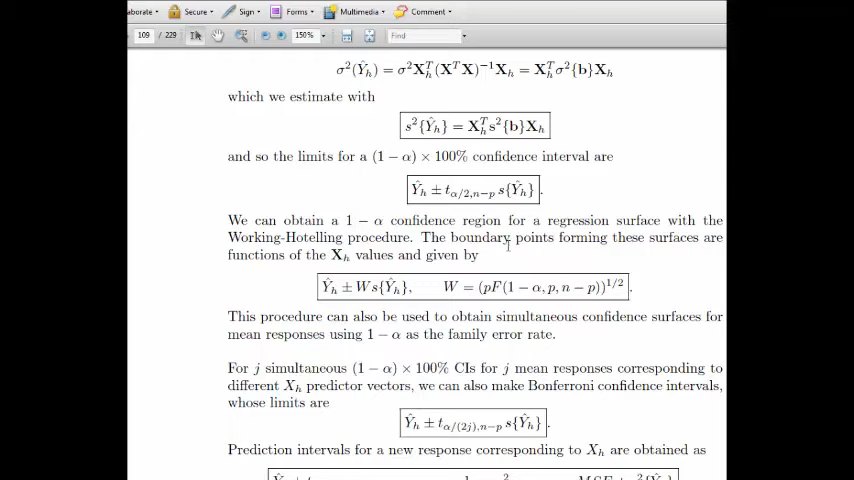 aborate Secure Sign Forms Multimedia Comment
109 / 229 150% Find
σ²(Ŷ_h) = σ²X_h^T(X^TX)^−1X_h = X_h^Tσ²{b}X_h
which we estimate with
s²{Ŷ_h} = X_h^T s²{b}X_h
and so the limits for a (1 − α) × 100% confidence interval are
Ŷ_h ± t_{α/2,n−p} s{Ŷ_h}.
We can obtain a 1 − α confidence region for a regression surface with the
Working-Hotelling procedure. The boundary points forming these surfaces are
functions of the X_h values and given by
Ŷ_h ± Ws{Ŷ_h}, W = (pF(1 − α, p, n − p))^{1/2}.
This procedure can also be used to obtain simultaneous confidence surfaces for
mean responses using 1 − α as the family error rate.
For j simultaneous (1 − α) × 100% CIs for j mean responses corresponding to
different X_h predictor vectors, we can also make Bonferroni confidence intervals,
whose limits are
Ŷ_h ± t_{α/(2j),n−p} s{Ŷ_h}.
Prediction intervals for a new response corresponding to X_h are obtained as